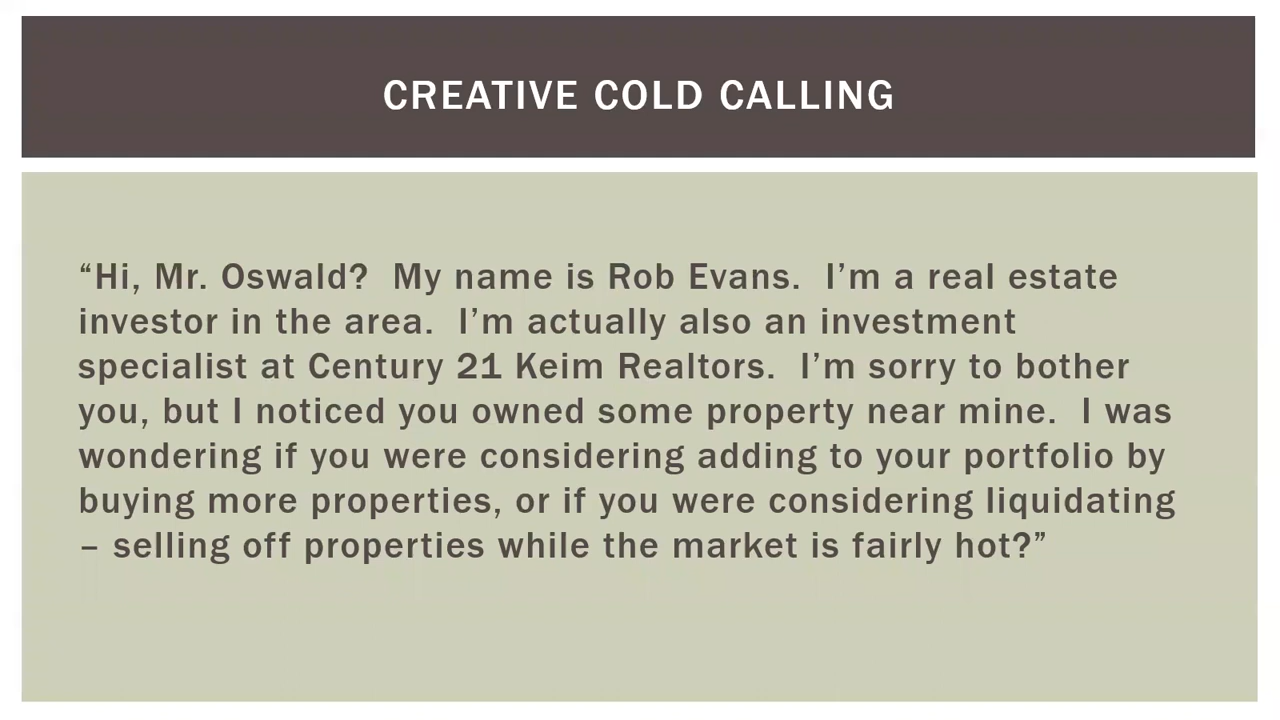 CREATIVE COLD CALLING
“Hi, Mr. Oswald?  My name is Rob Evans.  I’m a real estate
investor in the area.  I’m actually also an investment
specialist at Century 21 Keim Realtors.  I’m sorry to bother
you, but I noticed you owned some property near mine.  I was
wondering if you were considering adding to your portfolio by
buying more properties, or if you were considering liquidating
– selling off properties while the market is fairly hot?”